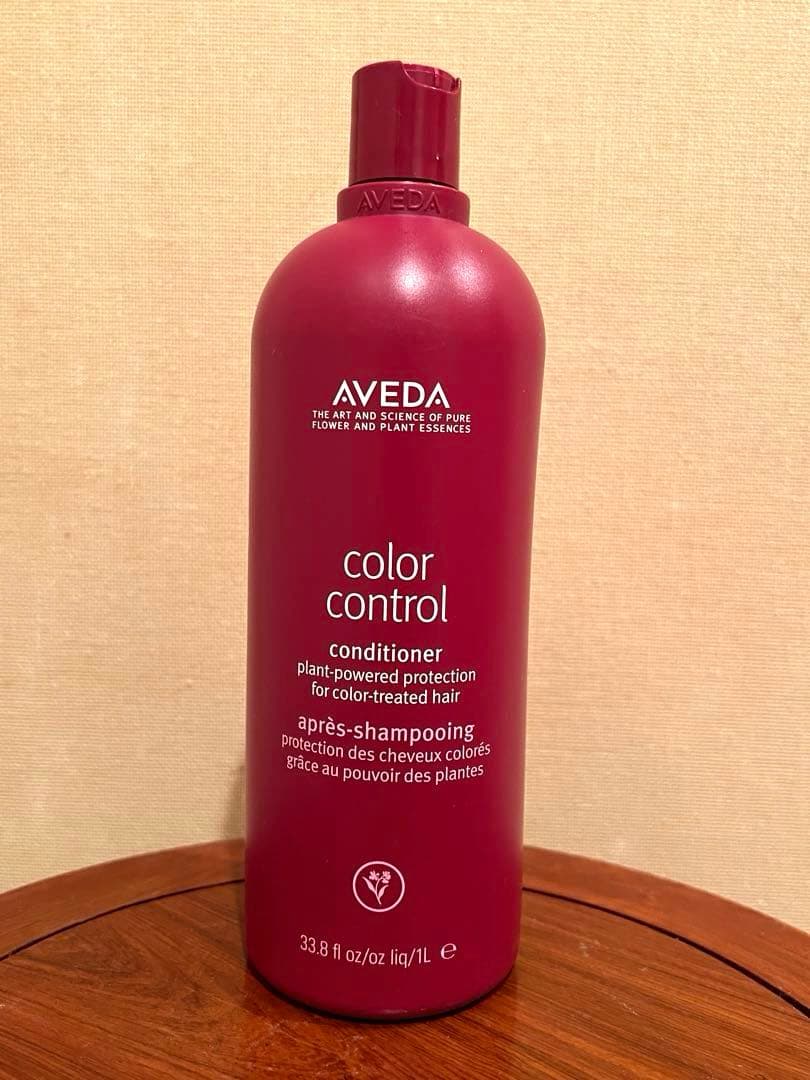 AVEDA
AVEDA
THE ART AND SCIENCE OF PURE
FLOWER AND PLANT ESSENCES
color
control
conditioner
plant-powered protection
for color-treated hair
après-shampooing
protection des cheveux colorés
grâce au pouvoir des plantes
33.8 fl oz/oz liq/1L ℮